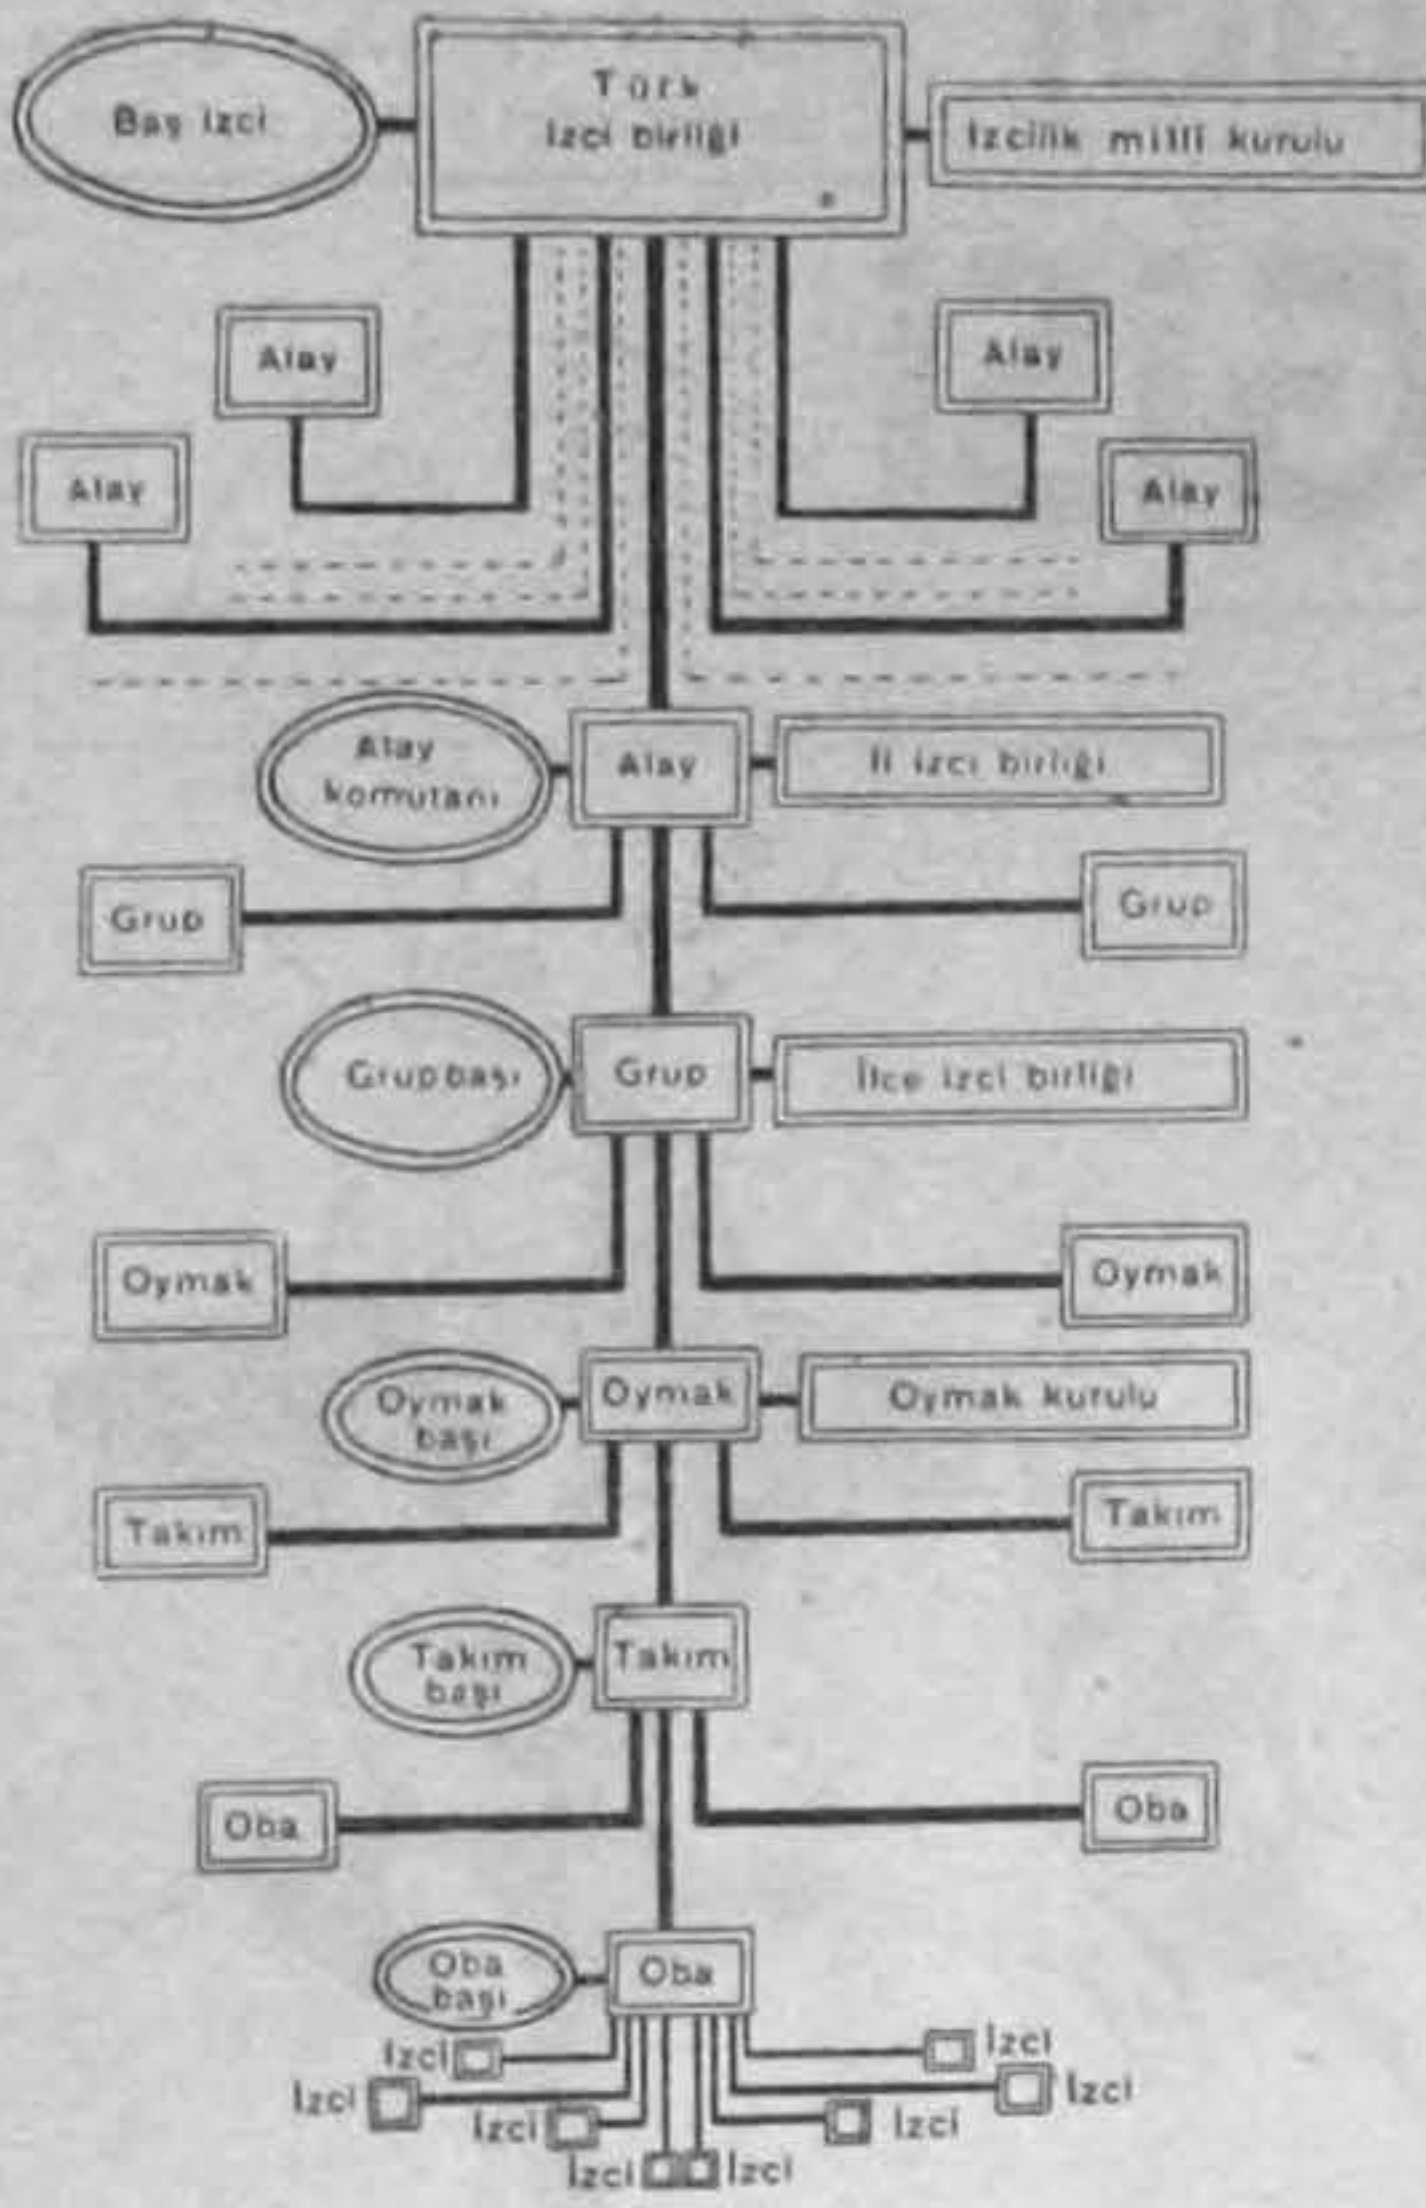 Baş izci
Türk
izci birliği
İzcilik milli kurulu
Alay
Alay
Alay
Alay
Alay
komutanı
Alay
İl izci birliği
Grup
Grup
Grupbaşı
Grup
İlçe izci birliği
Oymak
Oymak
Oymak
başı
Oymak
Oymak kurulu
Takım
Takım
Takım
başı
Takım
Oba
Oba
Oba
başı
Oba
İzci
İzci
İzci
İzci
İzci
İzci
İzci
İzci